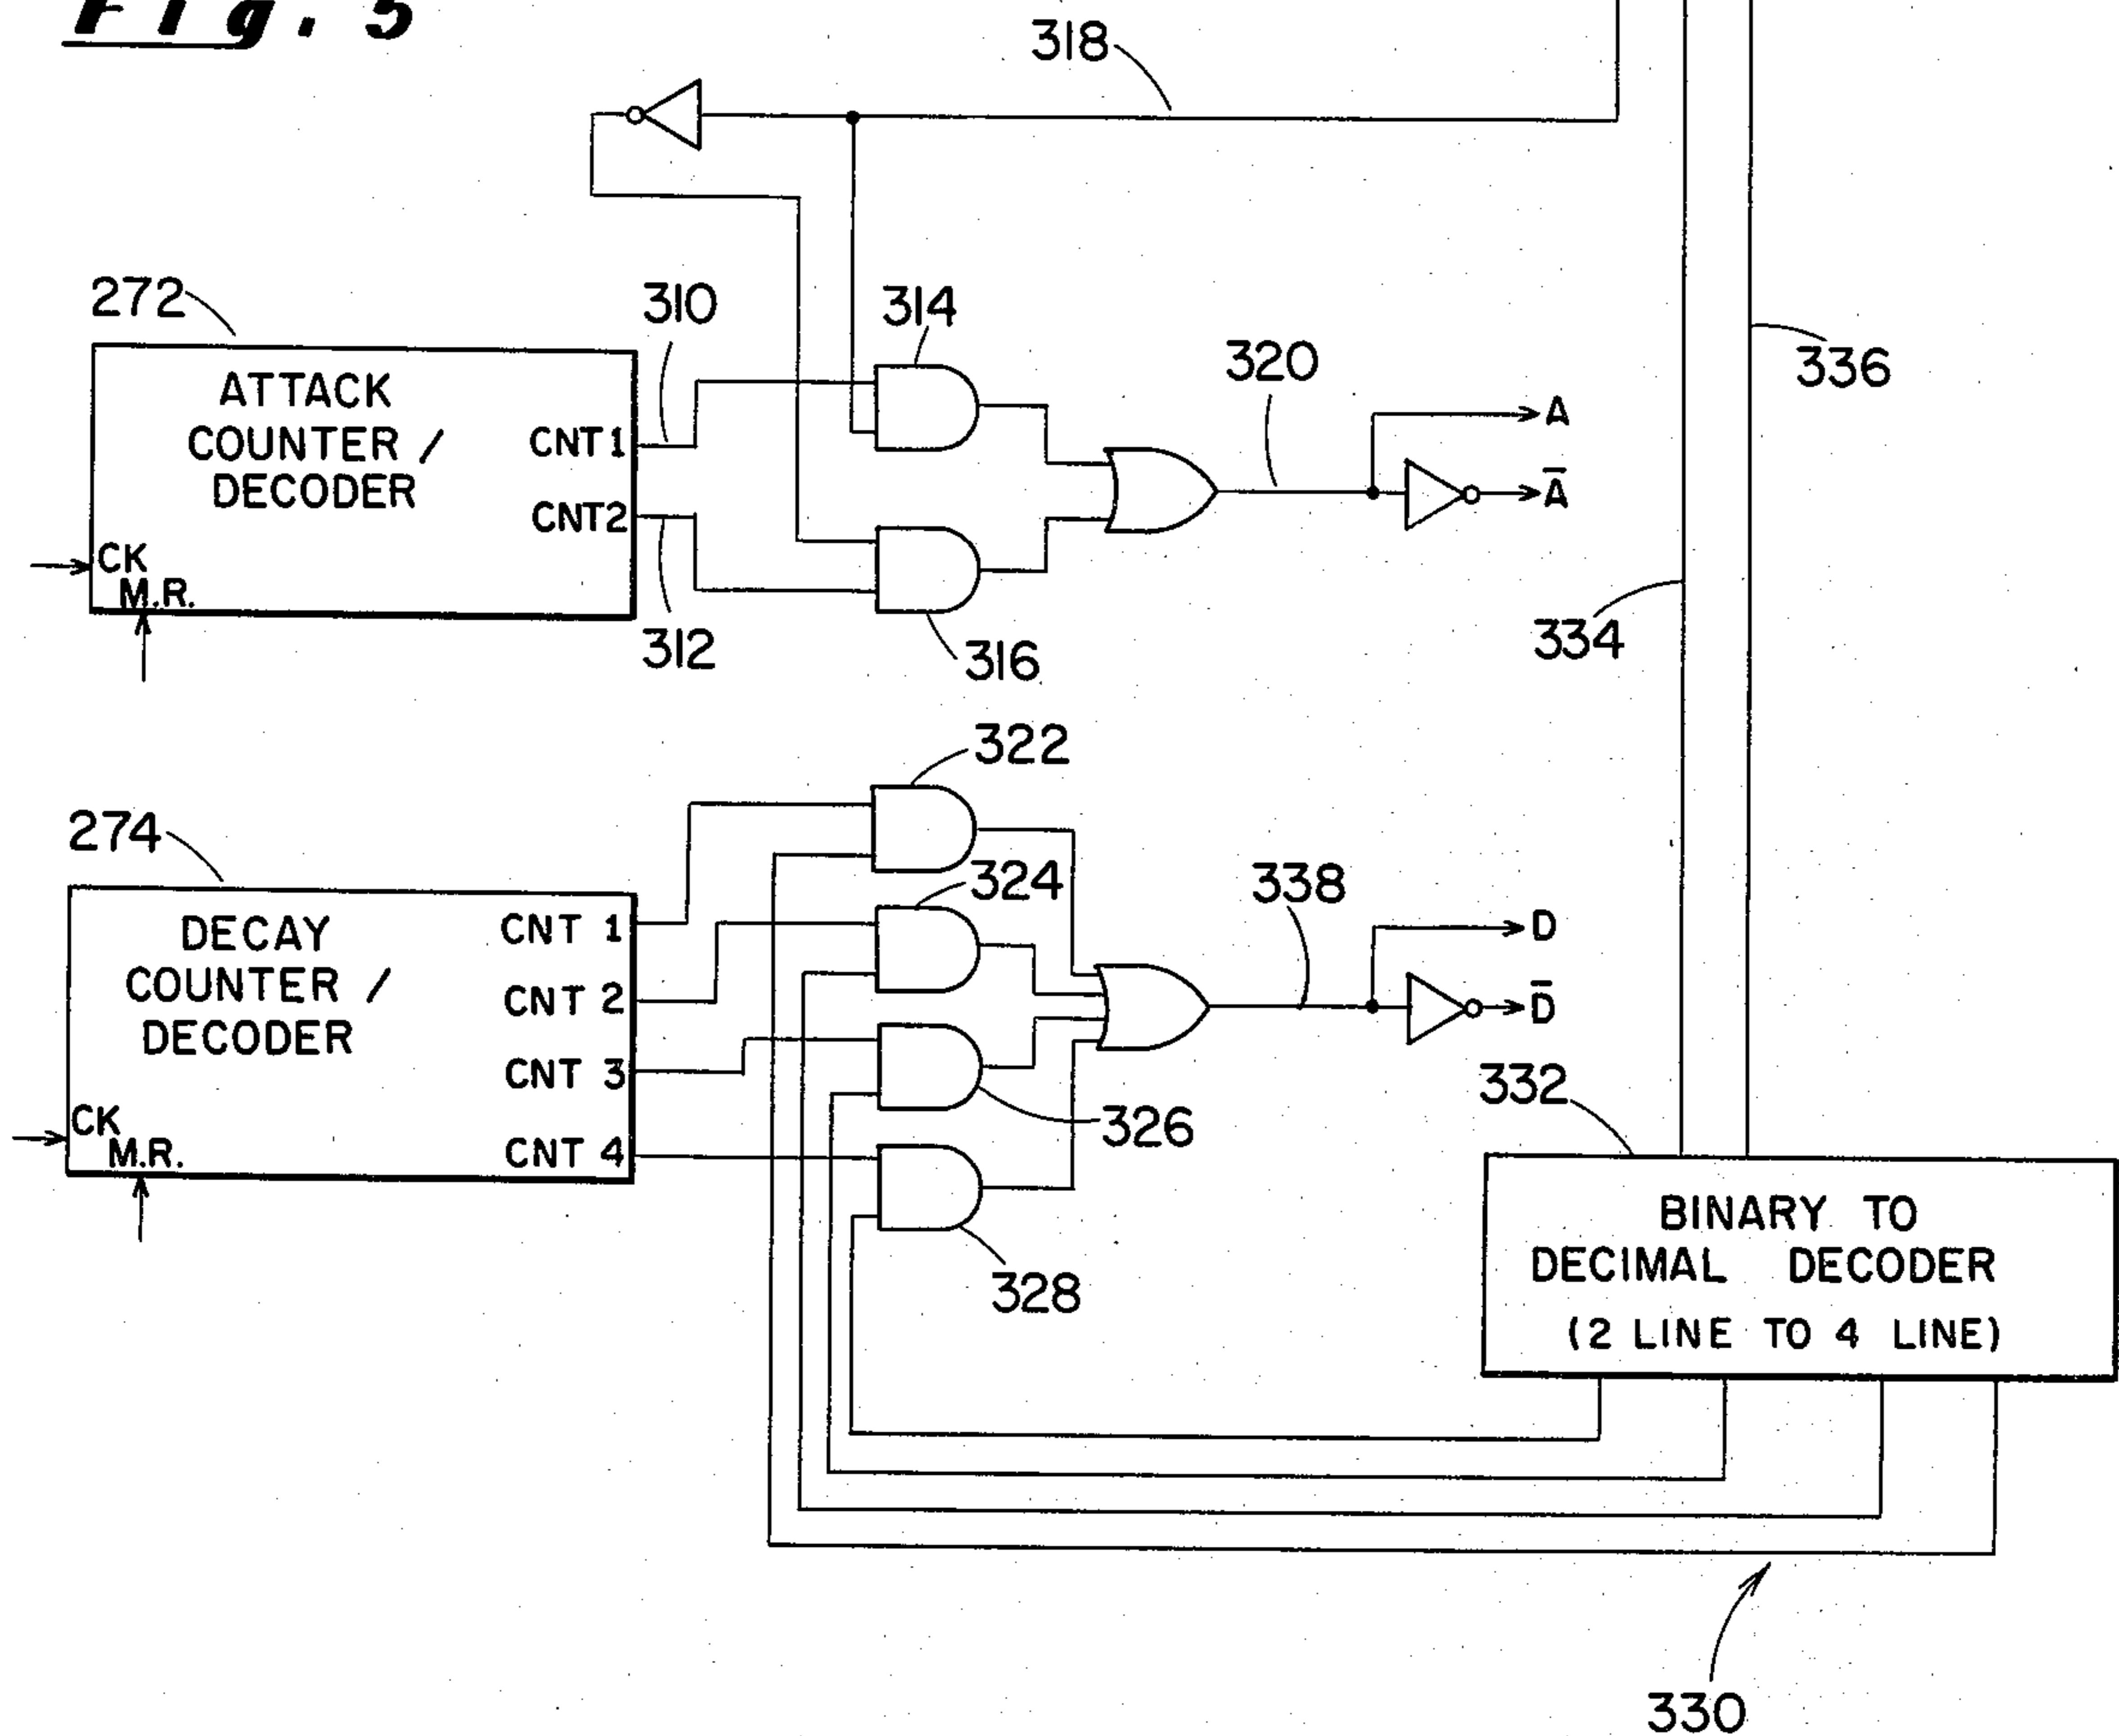 Fig. 5
318
272
310
314
320
336
ATTACK
COUNTER /
DECODER
CNT1
CNT2
CK
M.R.
A
Ā
312
316
334
322
274
324
338
DECAY
COUNTER /
DECODER
CNT 1
CNT 2
CNT 3
CNT 4
CK
M.R.
D
D̄
332
326
328
BINARY TO
DECIMAL DECODER
(2 LINE TO 4 LINE)
330